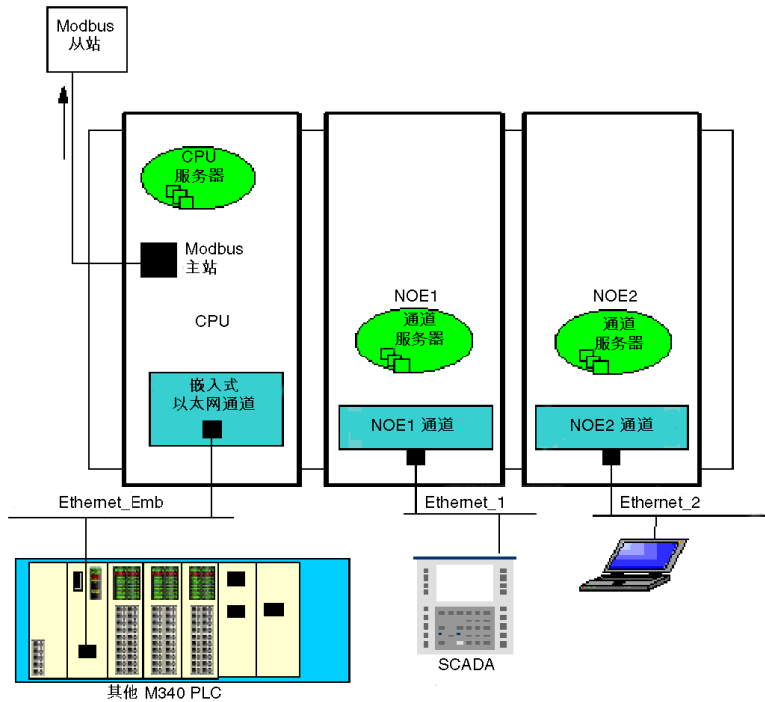 Modbus
从站
CPU
服务器
Modbus
主站
CPU
嵌入式
以太网通道
NOE1
通道
服务器
NOE1 通道
NOE2
通道
服务器
NOE2 通道
Ethernet_Emb
Ethernet_1
Ethernet_2
SCADA
其他 M340 PLC